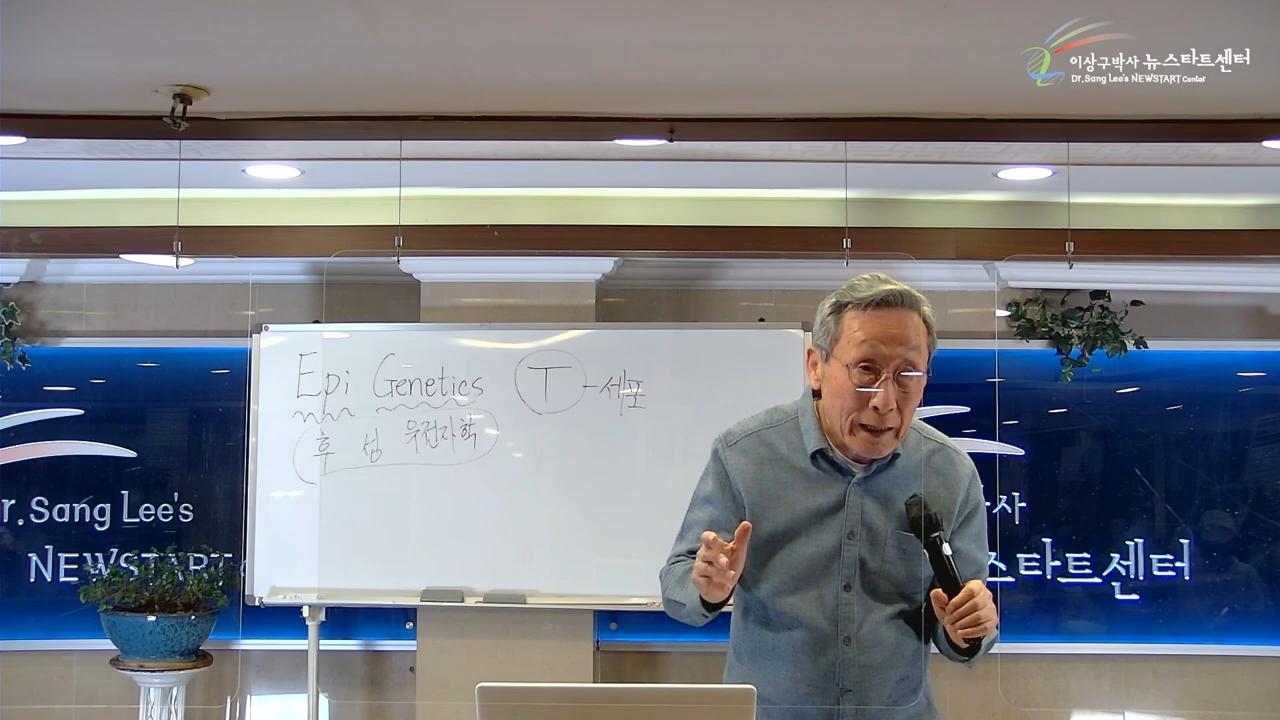 이상구박사 뉴스타트센터
Dr. Sang Lee's NEWSTART Center
Epi Genetics T-세포
후 성 유전자학
r. Sang Lee's
NEWSTART
박사
스타트센터